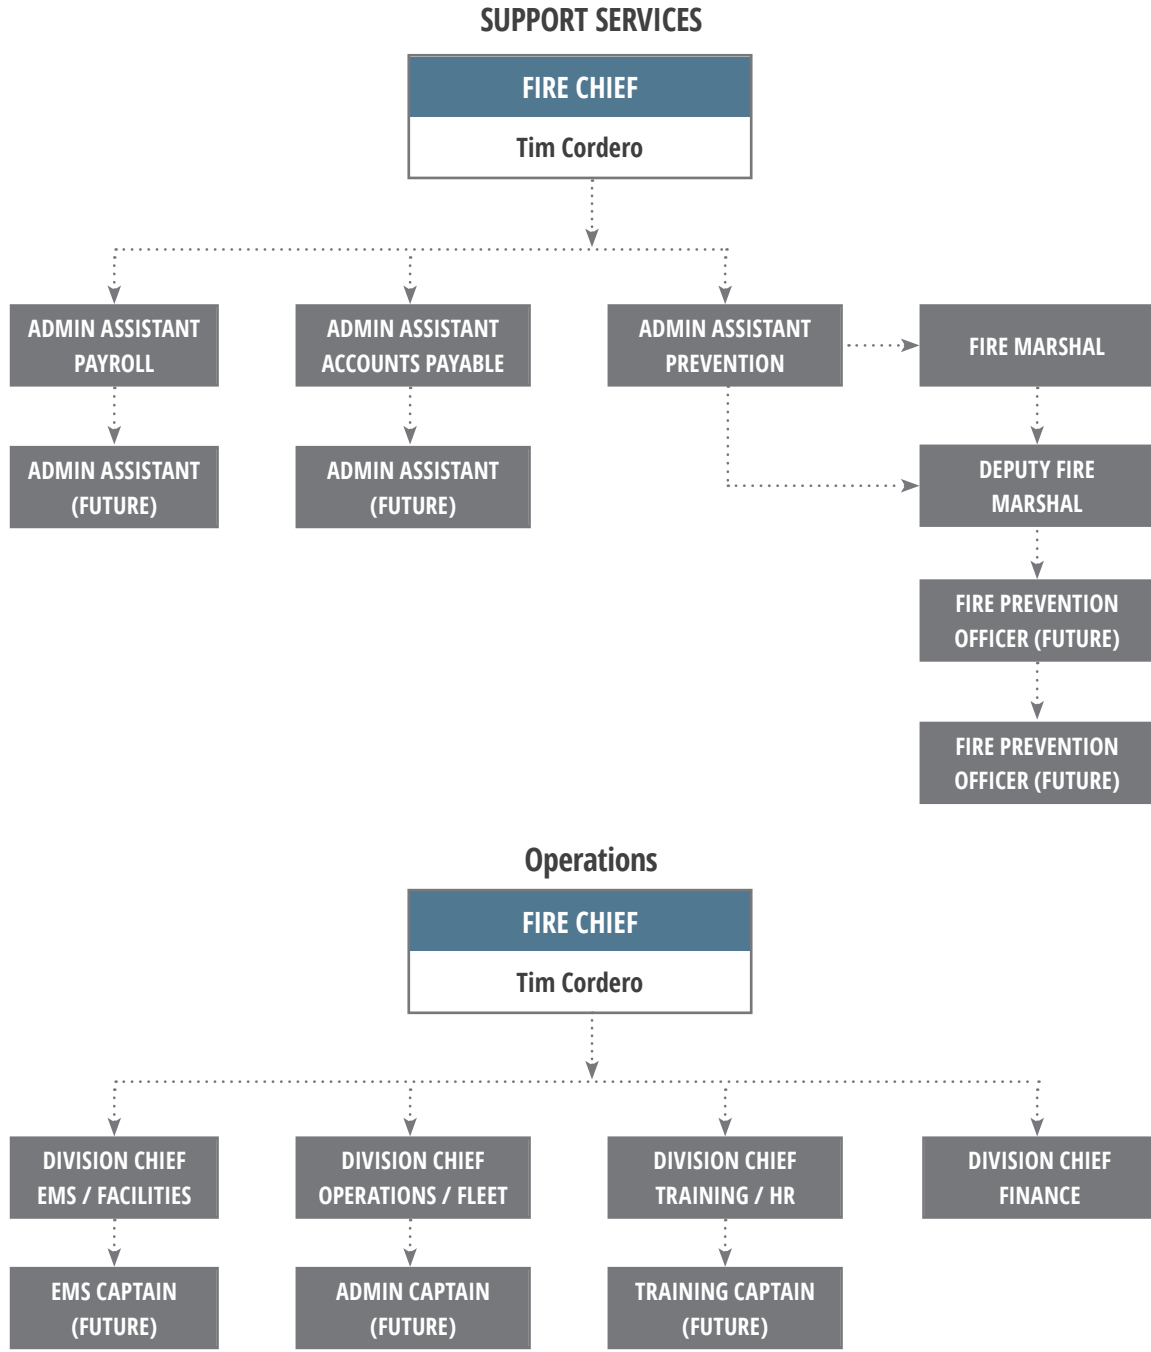 SUPPORT SERVICES
FIRE CHIEF
Tim Cordero
ADMIN ASSISTANT
PAYROLL
ADMIN ASSISTANT
ACCOUNTS PAYABLE
ADMIN ASSISTANT
PREVENTION
FIRE MARSHAL
ADMIN ASSISTANT
(FUTURE)
ADMIN ASSISTANT
(FUTURE)
DEPUTY FIRE
MARSHAL
FIRE PREVENTION
OFFICER (FUTURE)
FIRE PREVENTION
OFFICER (FUTURE)
Operations
FIRE CHIEF
Tim Cordero
DIVISION CHIEF
EMS / FACILITIES
DIVISION CHIEF
OPERATIONS / FLEET
DIVISION CHIEF
TRAINING / HR
DIVISION CHIEF
FINANCE
EMS CAPTAIN
(FUTURE)
ADMIN CAPTAIN
(FUTURE)
TRAINING CAPTAIN
(FUTURE)